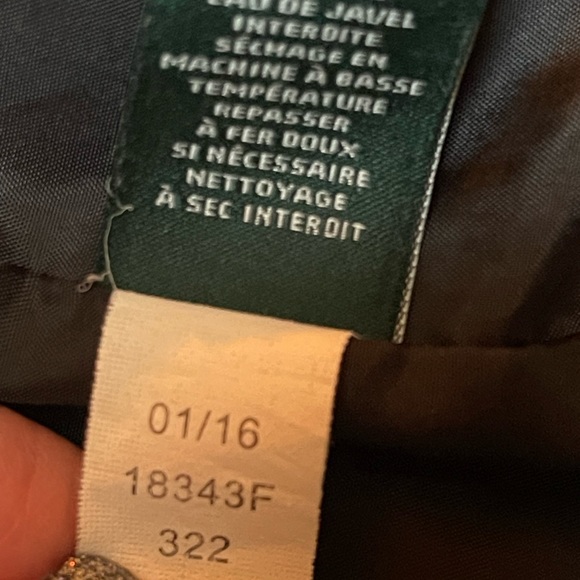 EAU DE JAVEL
INTERDITE
SÉCHAGE EN
MACHINE À BASSE
TEMPÉRATURE
REPASSER
À FER DOUX
SI NÉCESSAIRE
NETTOYAGE
À SEC INTERDIT
01/16
18343F
322